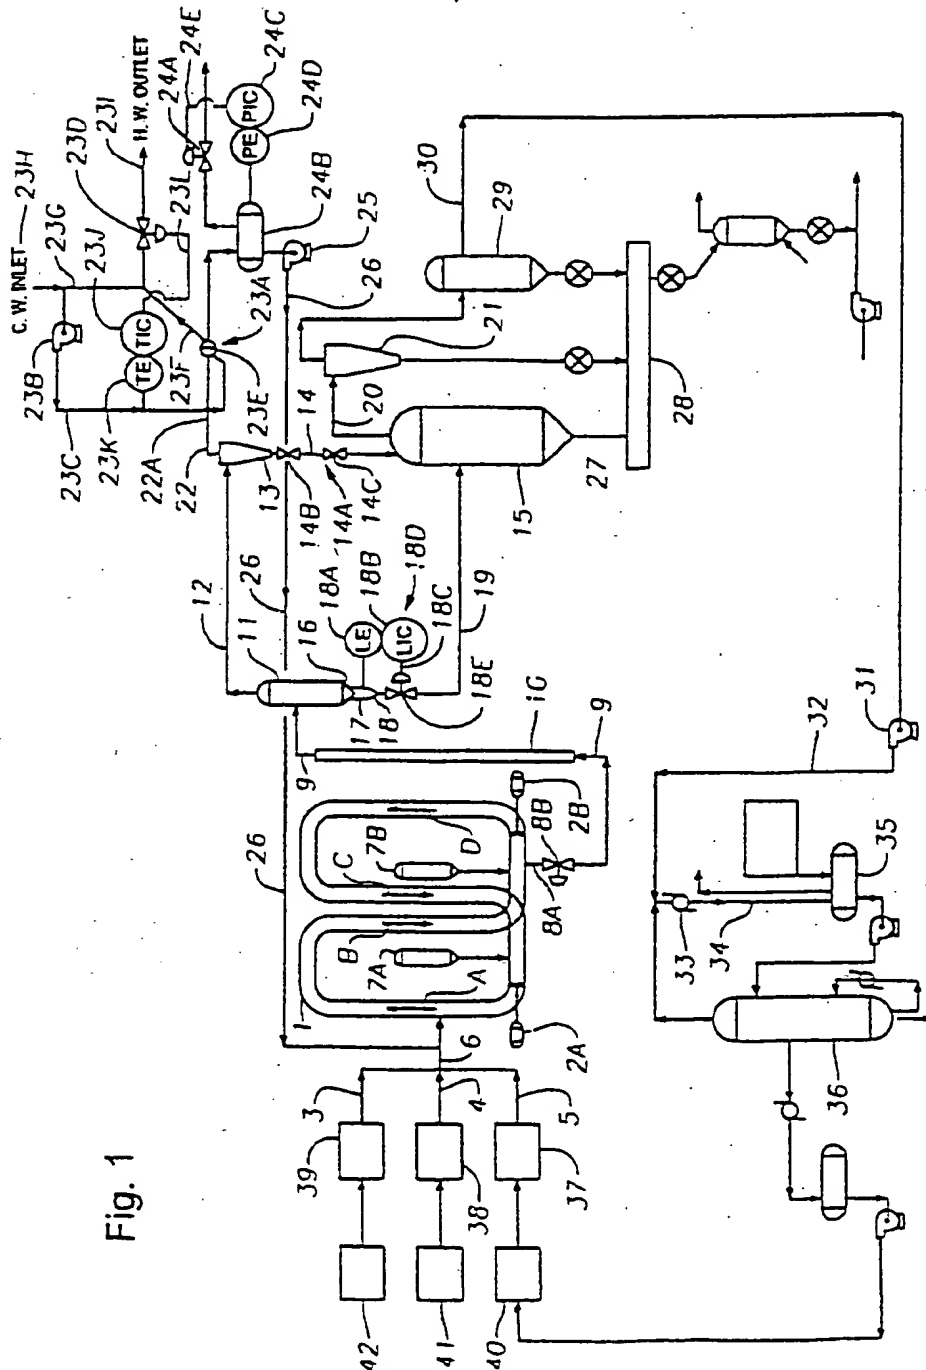 Fig. 1
C. W. INLET
23H
23G
23B
23C
TE
TIC
23K
23J
23D
23I
H.W. OUTLET
23L
23F
23E
23A
22A
22
24A
24E
24C
PE
PIC
24D
24B
25
26
12
11
13
14B
14
14A
14C
26
16
17
18
18A
LE
18B
LIC
18D
18C
18E
19
15
20
21
27
28
29
30
9
1G
9
26
1
A
B
C
D
7A
7B
2A
2B
8A
8B
6
3
4
5
39
38
37
42
41
40
31
32
33
34
35
36